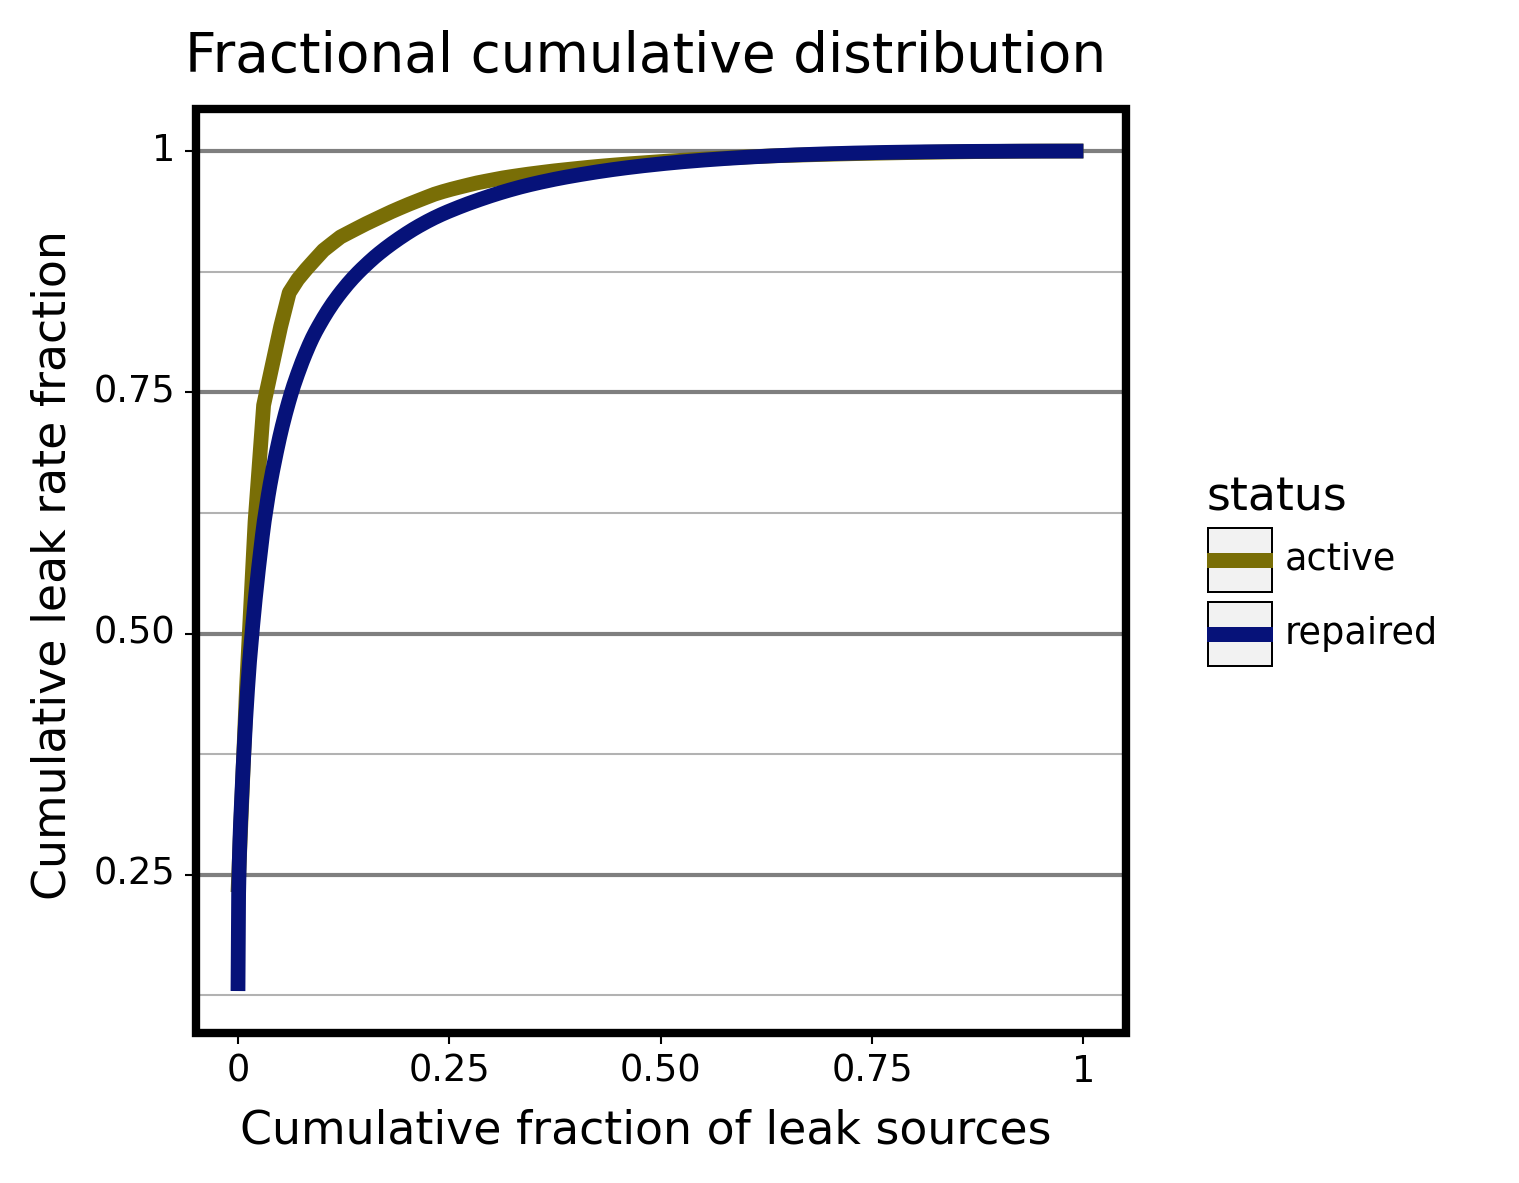 Fractional cumulative distribution
Cumulative leak rate fraction
1
0.75
0.50
0.25
0 0.25 0.50 0.75 1
Cumulative fraction of leak sources
status
active
repaired